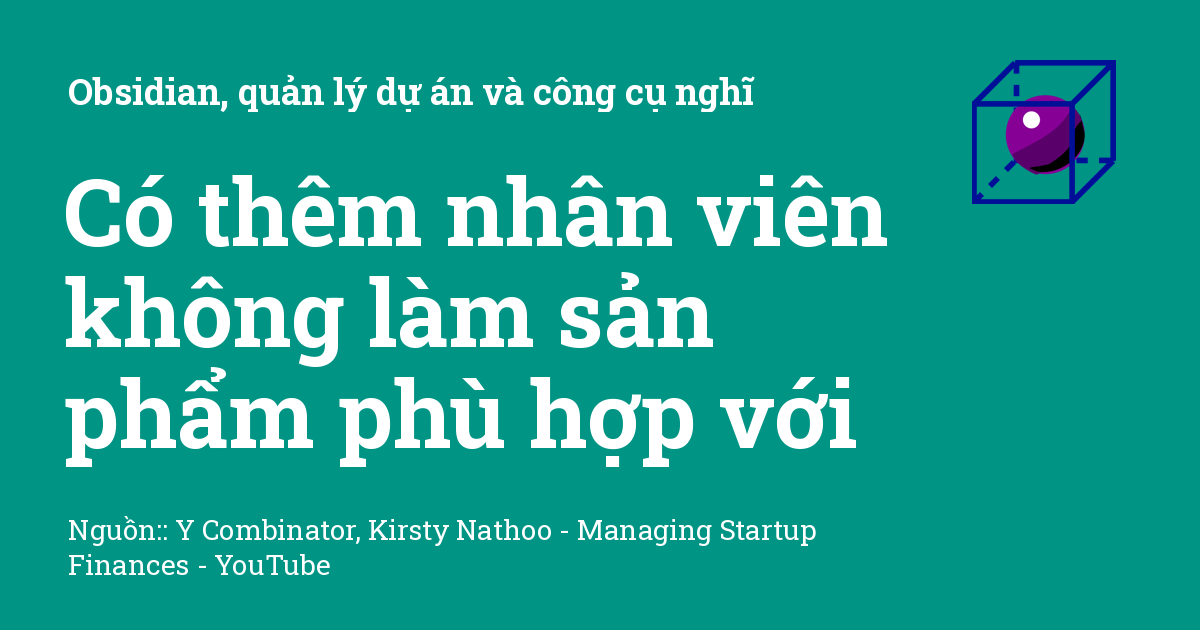 Obsidian, quản lý dự án và công cụ nghĩ
Có thêm nhân viên
không làm sản
phẩm phù hợp với
Nguồn:: Y Combinator, Kirsty Nathoo - Managing Startup
Finances - YouTube